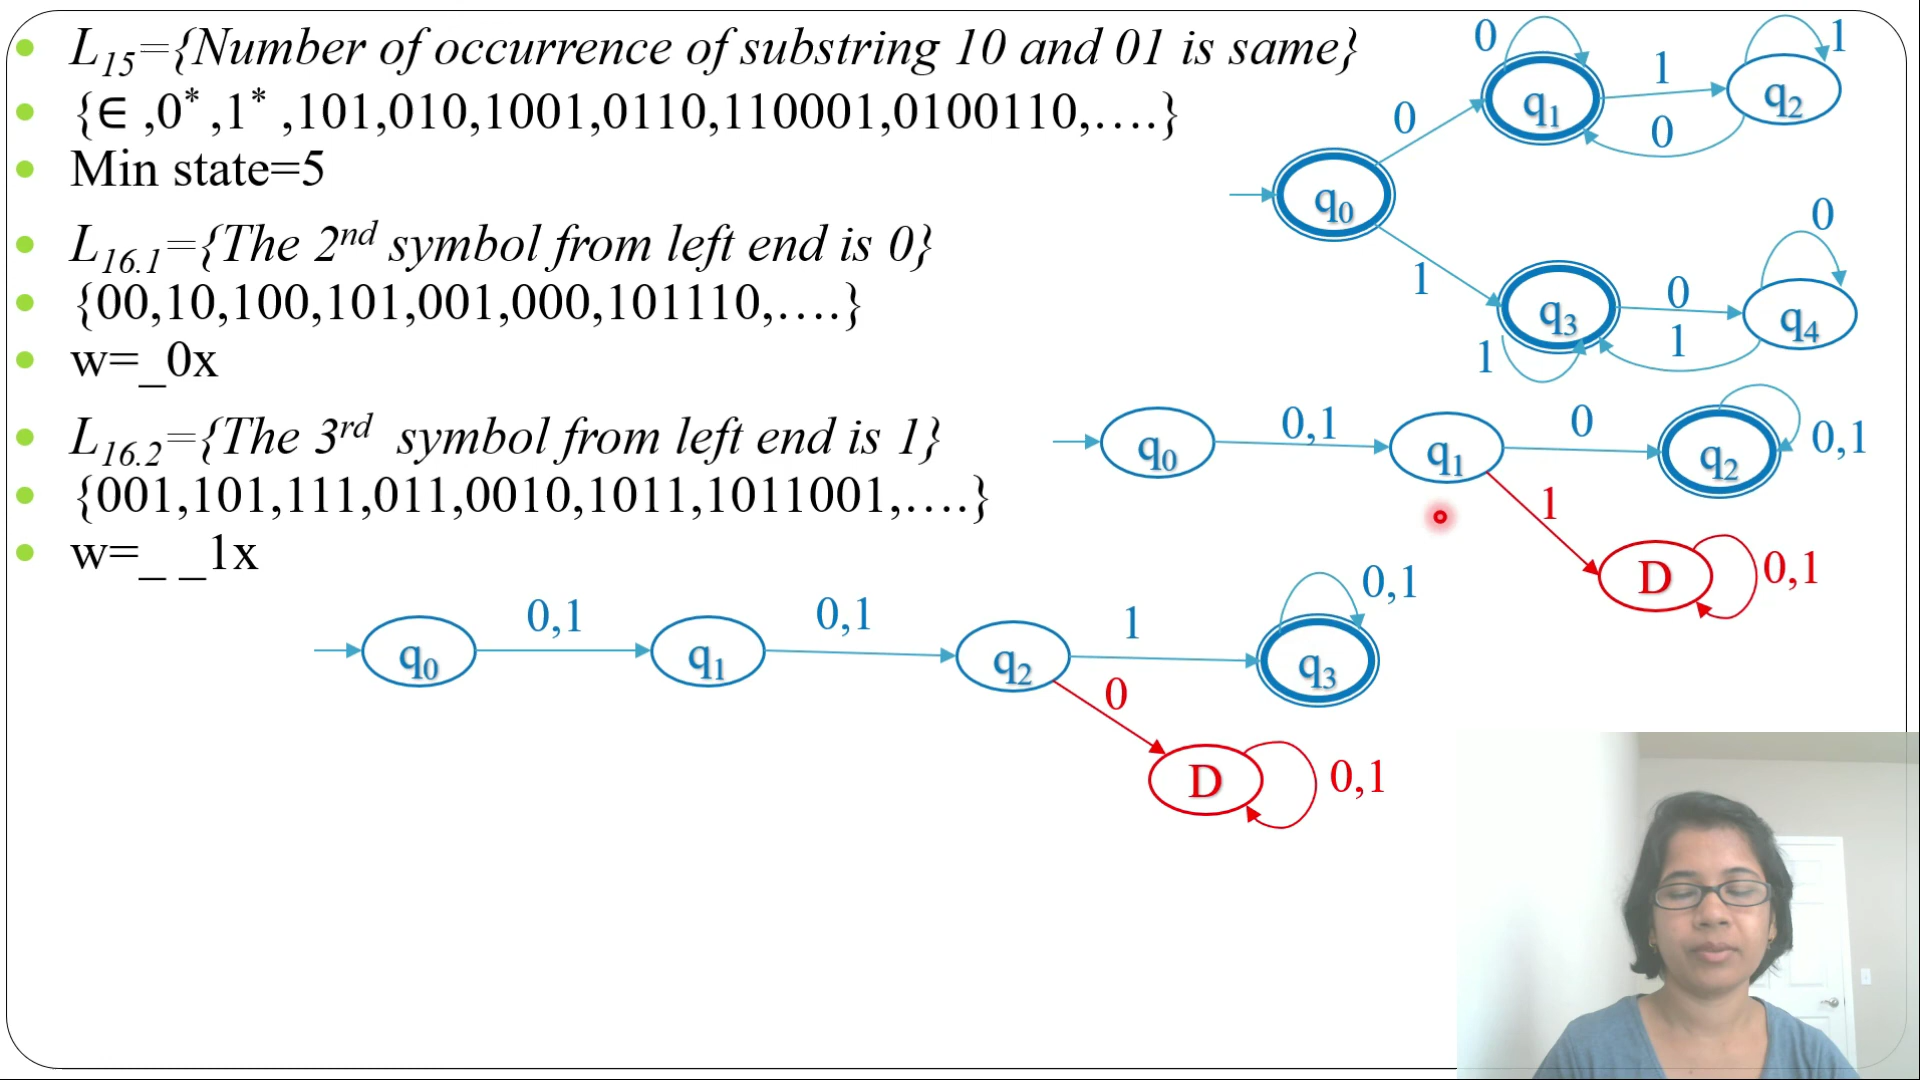 L15={Number of occurrence of substring 10 and 01 is same}
{∈ ,0* ,1* ,101,010,1001,0110,110001,0100110,….}
Min state=5
L16.1={The 2nd symbol from left end is 0}
{00,10,100,101,001,000,101110,….}
w=_0x
L16.2={The 3rd symbol from left end is 1}
{001,101,111,011,0010,1011,1011001,….}
w=_ _1x
0
1
q1
1
q2
0
0
q0
1
0
q3
0
q4
1
1
q0
0,1
q1
0
q2
0,1
1
D
0,1
q0
0,1
q1
0,1
q2
1
q3
0,1
0
D
0,1